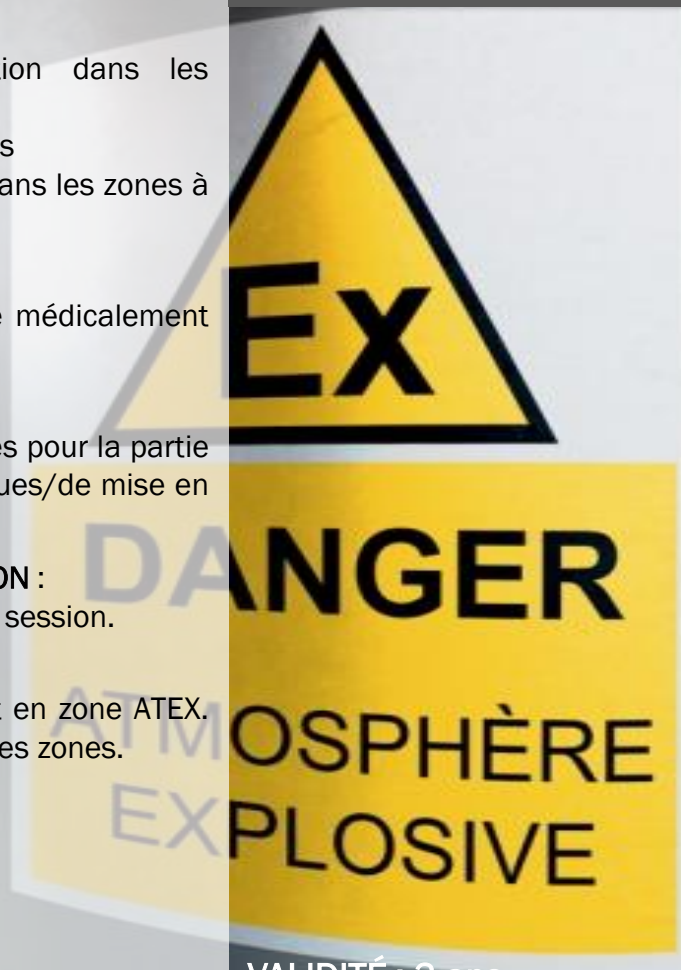 dans les
ans les zones à
médicalement
es pour la partie
ues/de mise en
ON :
session.
en zone ATEX.
es zones.
Ex
DANGER
ATMOSPHÈRE
EXPLOSIVE
VALIDITÉ :